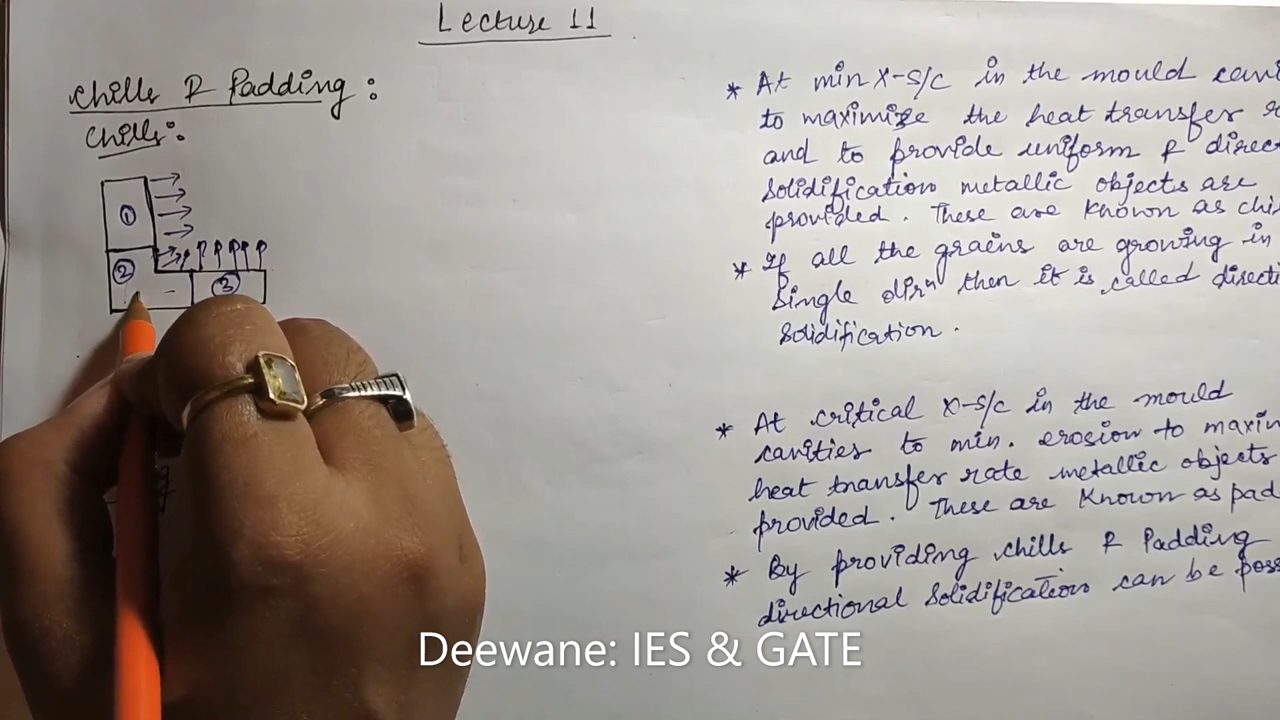 Lecture 11
Chills & Padding :
Chills:
①
②
③
* At min X-S/C in the mould cavi
to maximize the heat transfer
and to provide uniform & direc
solidification metallic objects are
provided. These are known as chi
* If all the grains are growing in
single dirⁿ then it is called directi
solidification.
* At critical X-S/C in the mould
cavities to min. erosion to maxim
heat transfer rate metallic objects
provided. These are known as pad
* By providing chills & Padding
directional solidification can be poss
Deewane: IES & GATE